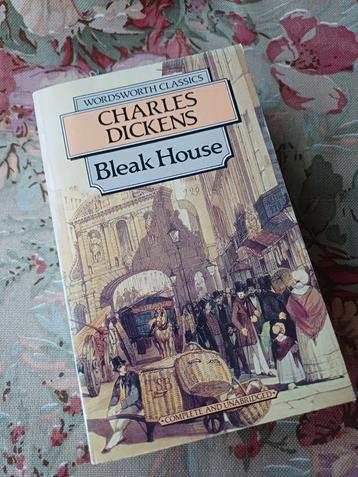 WORDSWORTH CLASSICS
CHARLES
DICKENS
Bleak House
COMPLETE AND UNABRIDGED